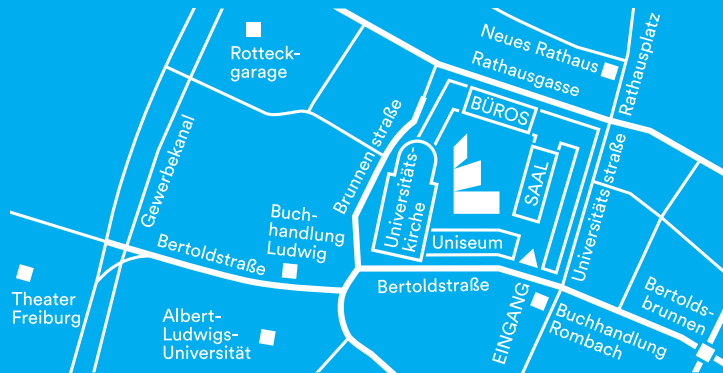 Rotteck-
garage
Neues Rathaus
Rathausgasse
Rathausplatz
BÜROS
Brunnenstraße
Gewerbekanal
Universitäts-
kirche
SAAL
Universitätsstraße
Buch-
handlung
Ludwig
Uniseum
Bertoldstraße
Bertoldstraße
Theater
Freiburg
Albert-
Ludwigs-
Universität
EINGANG
Buchhandlung
Rombach
Bertolds-
brunnen